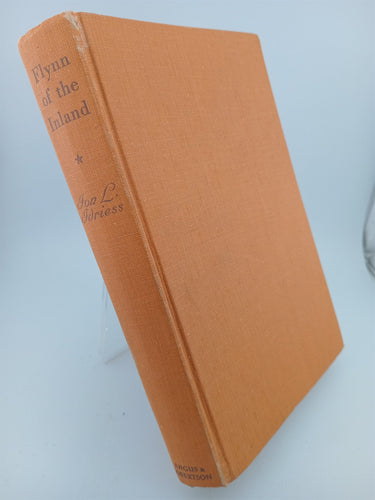 Flynn
of the
Inland
*
Ion L.
Idriess
ANGUS &
ROBERTSON